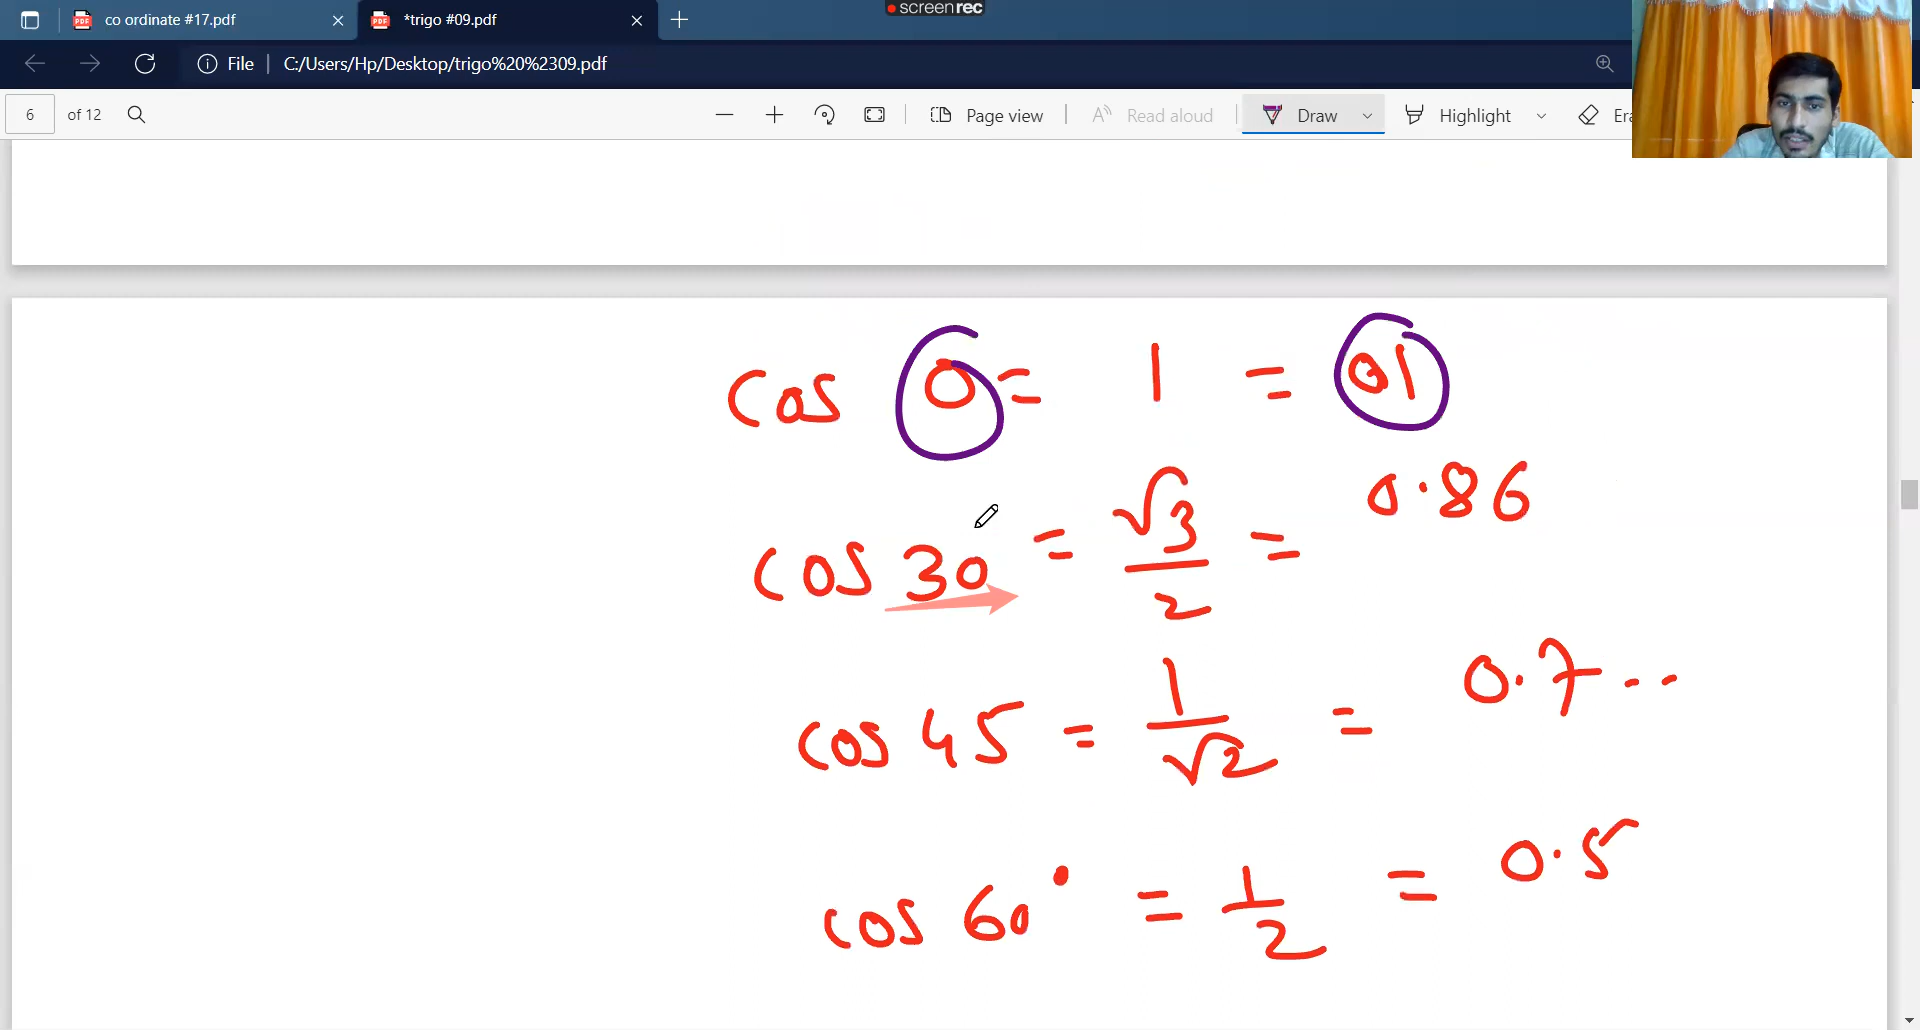 co ordinate #17.pdf
*trigo #09.pdf
screenrec
File
C:/Users/Hp/Desktop/trigo%20%2309.pdf
6 of 12
Page view
Read aloud
Draw
Highlight
Era
cos 0 = 1 = 01
cos 30 = √3/2 = 0.86
cos 45 = 1/√2 = 0.7...
cos 60° = 1/2 = 0.5